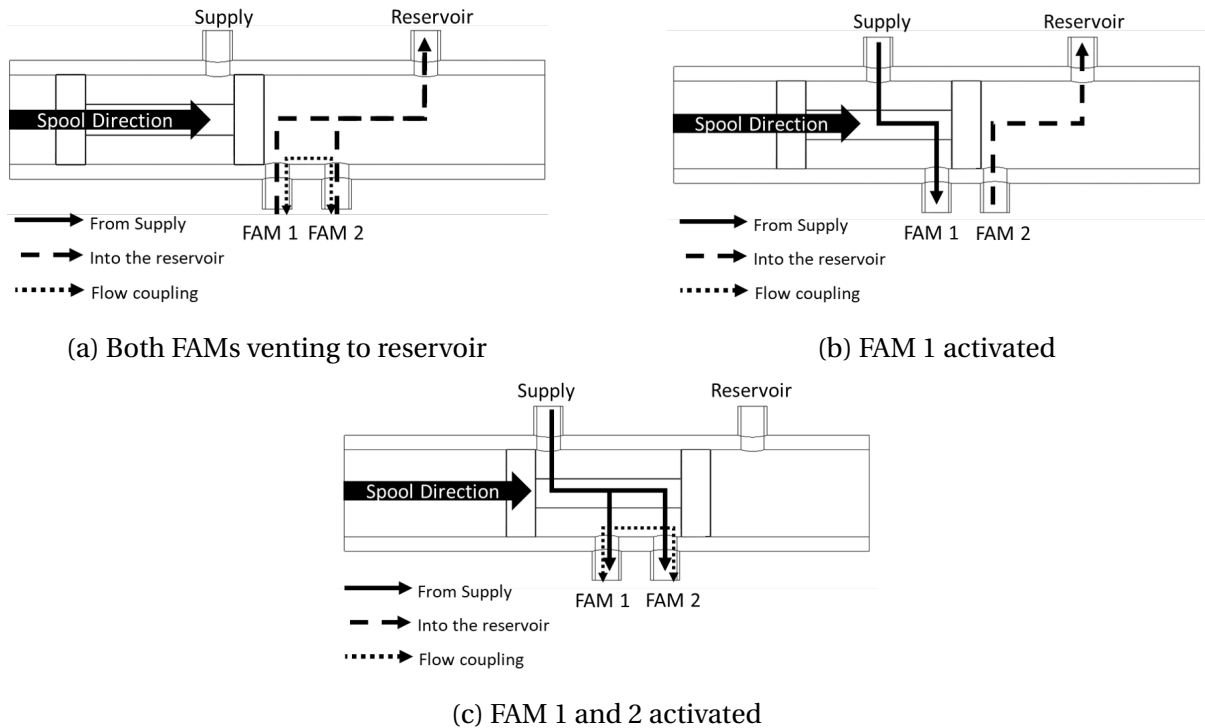 Supply
Reservoir
Spool Direction
FAM 1
FAM 2
From Supply
Into the reservoir
Flow coupling
(a) Both FAMs venting to reservoir
Supply
Reservoir
Spool Direction
FAM 1
FAM 2
From Supply
Into the reservoir
Flow coupling
(b) FAM 1 activated
Supply
Reservoir
Spool Direction
FAM 1
FAM 2
From Supply
Into the reservoir
Flow coupling
(c) FAM 1 and 2 activated